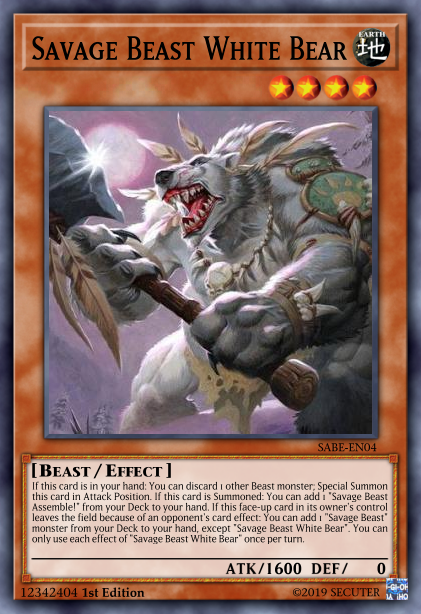 Savage Beast White Bear
EARTH
地
SABE-EN04
[Beast / Effect]
If this card is in your hand: You can discard 1 other Beast monster; Special Summon
this card in Attack Position. If this card is Summoned: You can add 1 "Savage Beast
Assemble!" from your Deck to your hand. If this face-up card in its owner's control
leaves the field because of an opponent's card effect: You can add 1 "Savage Beast"
monster from your Deck to your hand, except "Savage Beast White Bear". You can
only use each effect of "Savage Beast White Bear" once per turn.
ATK/1600 DEF/ 0
12342404 1st Edition ©2019 SECUTER